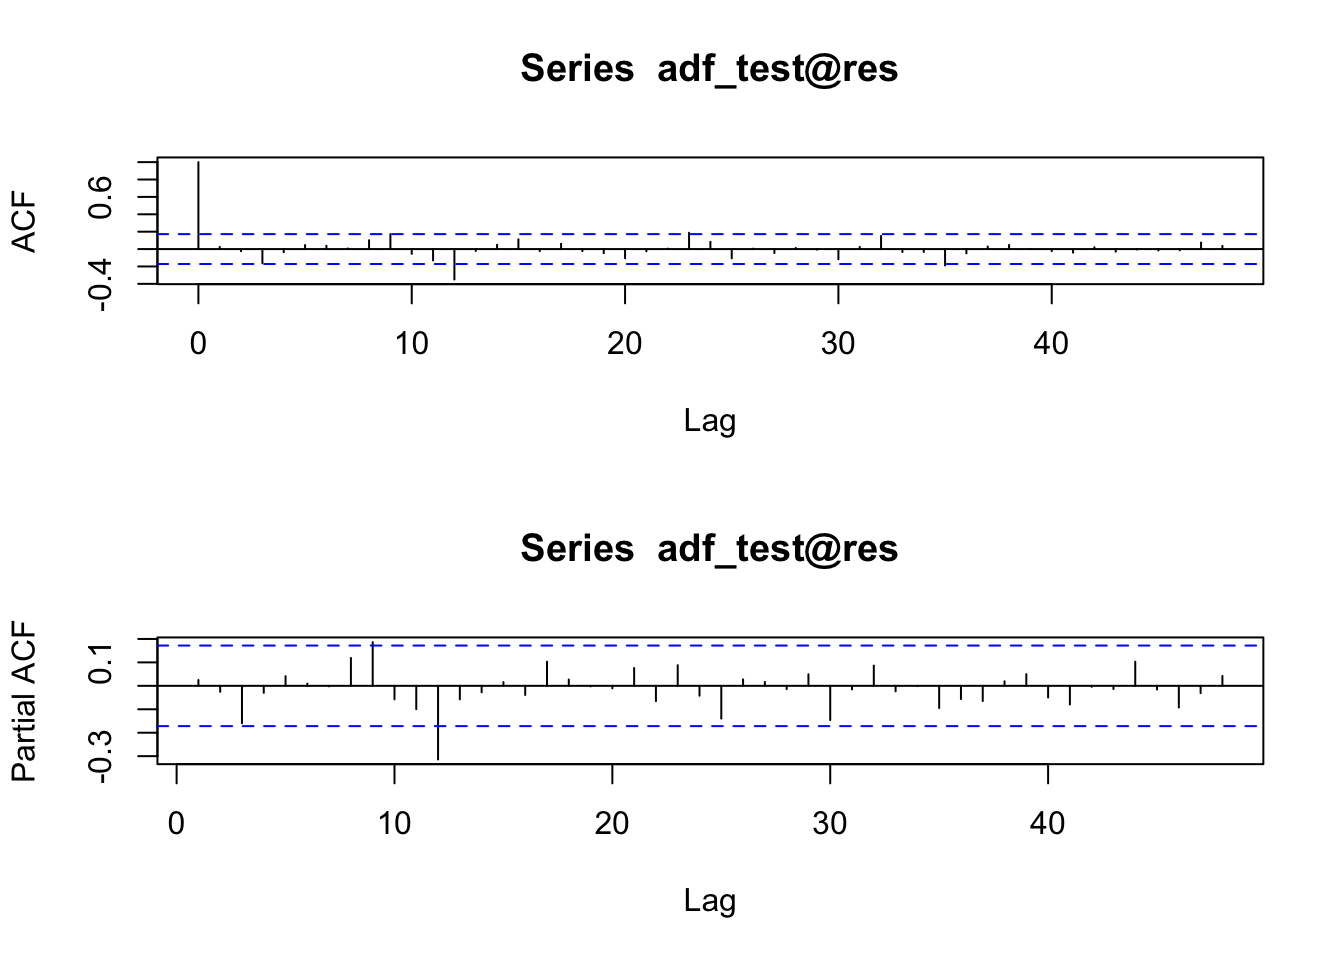 Series adf_test@res
ACF
0.6
-0.4
0 10 20 30 40
Lag
Series adf_test@res
Partial ACF
0.1
-0.3
0 10 20 30 40
Lag